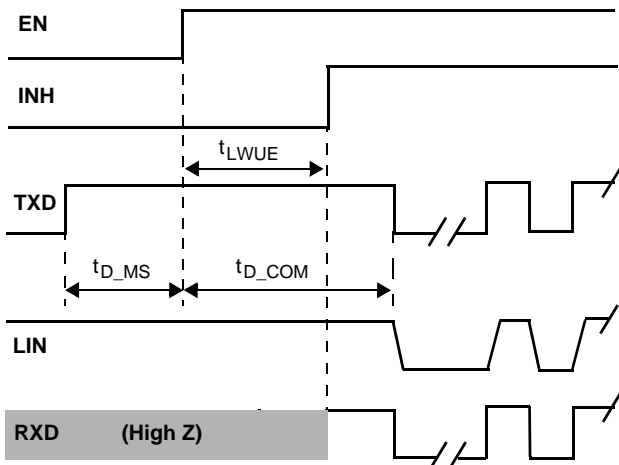 EN
INH
tLWUE
TXD
tD_MS tD_COM
LIN
RXD (High Z)